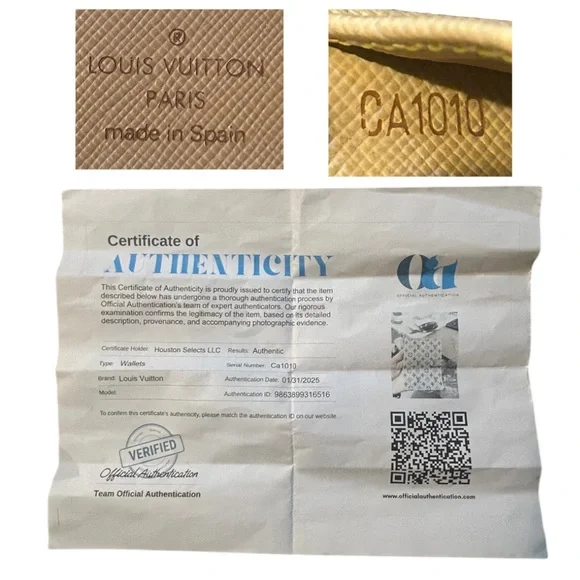 ®
LOUIS VUITTON
PARIS
made in Spain
CA1010
Certificate of
AUTHENTICITY
This Certificate of Authenticity is proudly issued to certify that the item
described below has undergone a thorough authentication process by
Official Authentication's team of expert authenticators. Our rigorous
examination confirms the legitimacy of the item, based on its detailed
description, provenance, and accompanying photographic evidence.
Oa
OFFICIAL AUTHENTICATION
Certificate Holder: Houston Selects LLC Results: Authentic
Type: Wallets Serial Number: Ca1010
Brand: Louis Vuitton Authentication Date: 01/31/2025
Model: Authentication ID: 9863899316516
To confirm this certificate's authenticity, please match the authentication ID on our website.
VERIFIED
Official Authentication
Team Official Authentication
www.officialauthentication.com